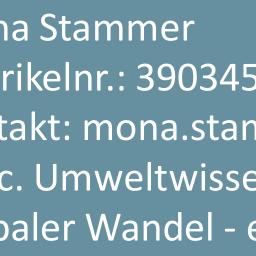 na Stammer
rikelnr.: 390345
takt: mona.stam
c. Umweltwisse
baler Wandel - e